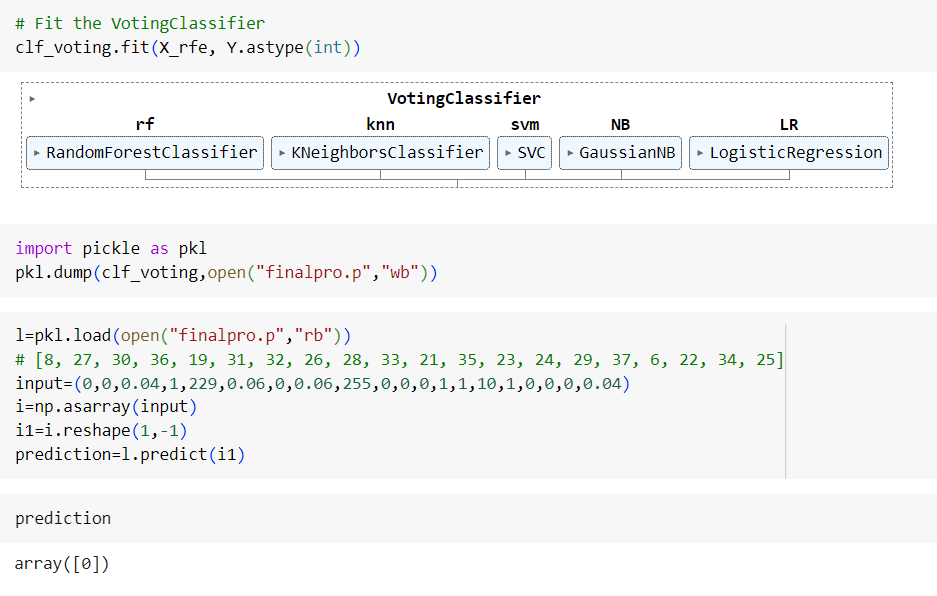 # Fit the VotingClassifier
clf_voting.fit(X_rfe, Y.astype(int))
VotingClassifier
rf knn svm NB LR
RandomForestClassifier KNeighborsClassifier SVC GaussianNB LogisticRegression
import pickle as pkl
pkl.dump(clf_voting,open("finalpro.p","wb"))
l=pkl.load(open("finalpro.p","rb"))
# [8, 27, 30, 36, 19, 31, 32, 26, 28, 33, 21, 35, 23, 24, 29, 37, 6, 22, 34, 25]
input=(0,0,0.04,1,229,0.06,0,0.06,255,0,0,0,1,1,10,1,0,0,0,0.04)
i=np.asarray(input)
i1=i.reshape(1,-1)
prediction=l.predict(i1)
prediction
array([0])